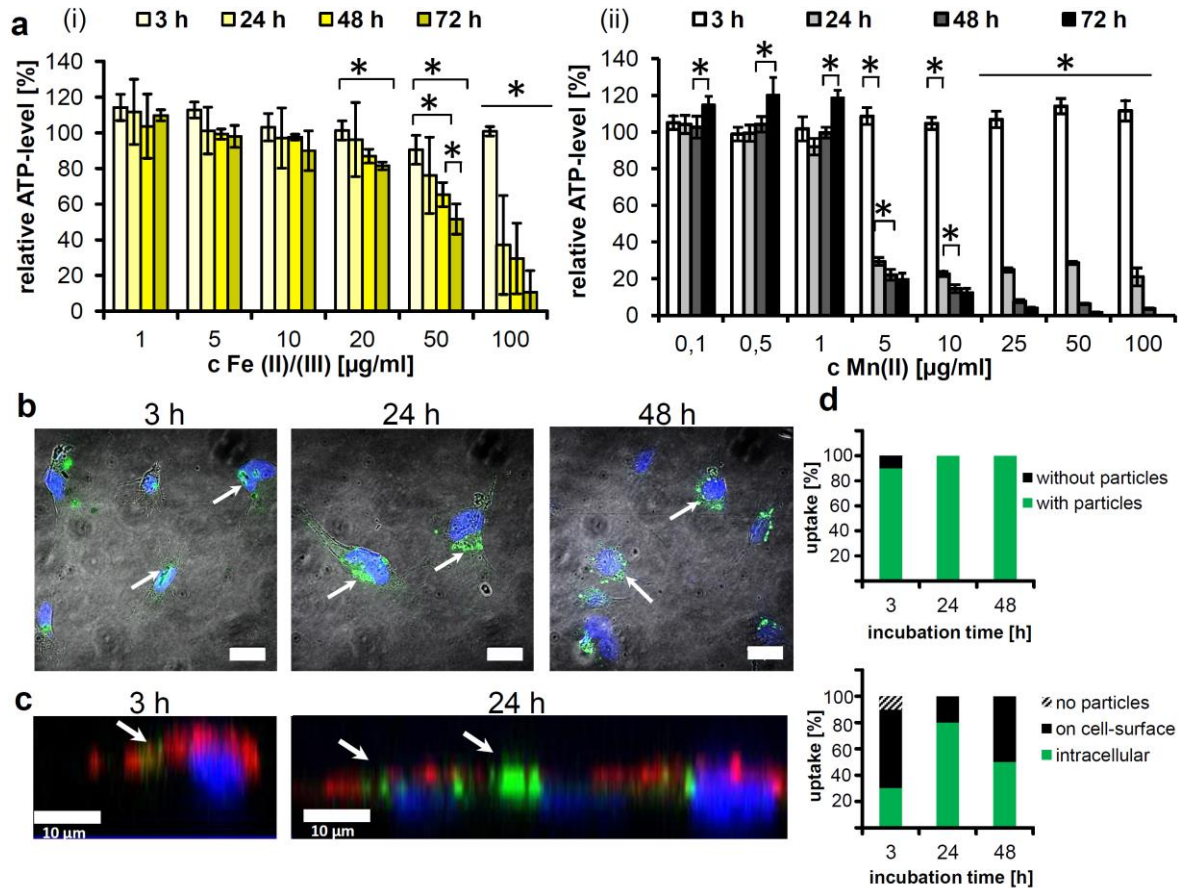 a
(i)
3 h 24 h 48 h 72 h
relative ATP-level [%]
140
120
100
80
60
40
20
0
* * * * *
1 5 10 20 50 100
c Fe (II)/(III) [µg/ml]
(ii)
3 h 24 h 48 h 72 h
relative ATP-level [%]
140
120
100
80
60
40
20
0
* * * * * * * *
0,1 0,5 1 5 10 25 50 100
c Mn(II) [µg/ml]
b
3 h
24 h
48 h
c
3 h
10 µm
24 h
10 µm
d
uptake [%]
100
80
60
40
20
3 24 48
incubation time [h]
without particles
with particles
uptake [%]
100
80
60
40
20
3 24 48
incubation time [h]
no particles
on cell-surface
intracellular